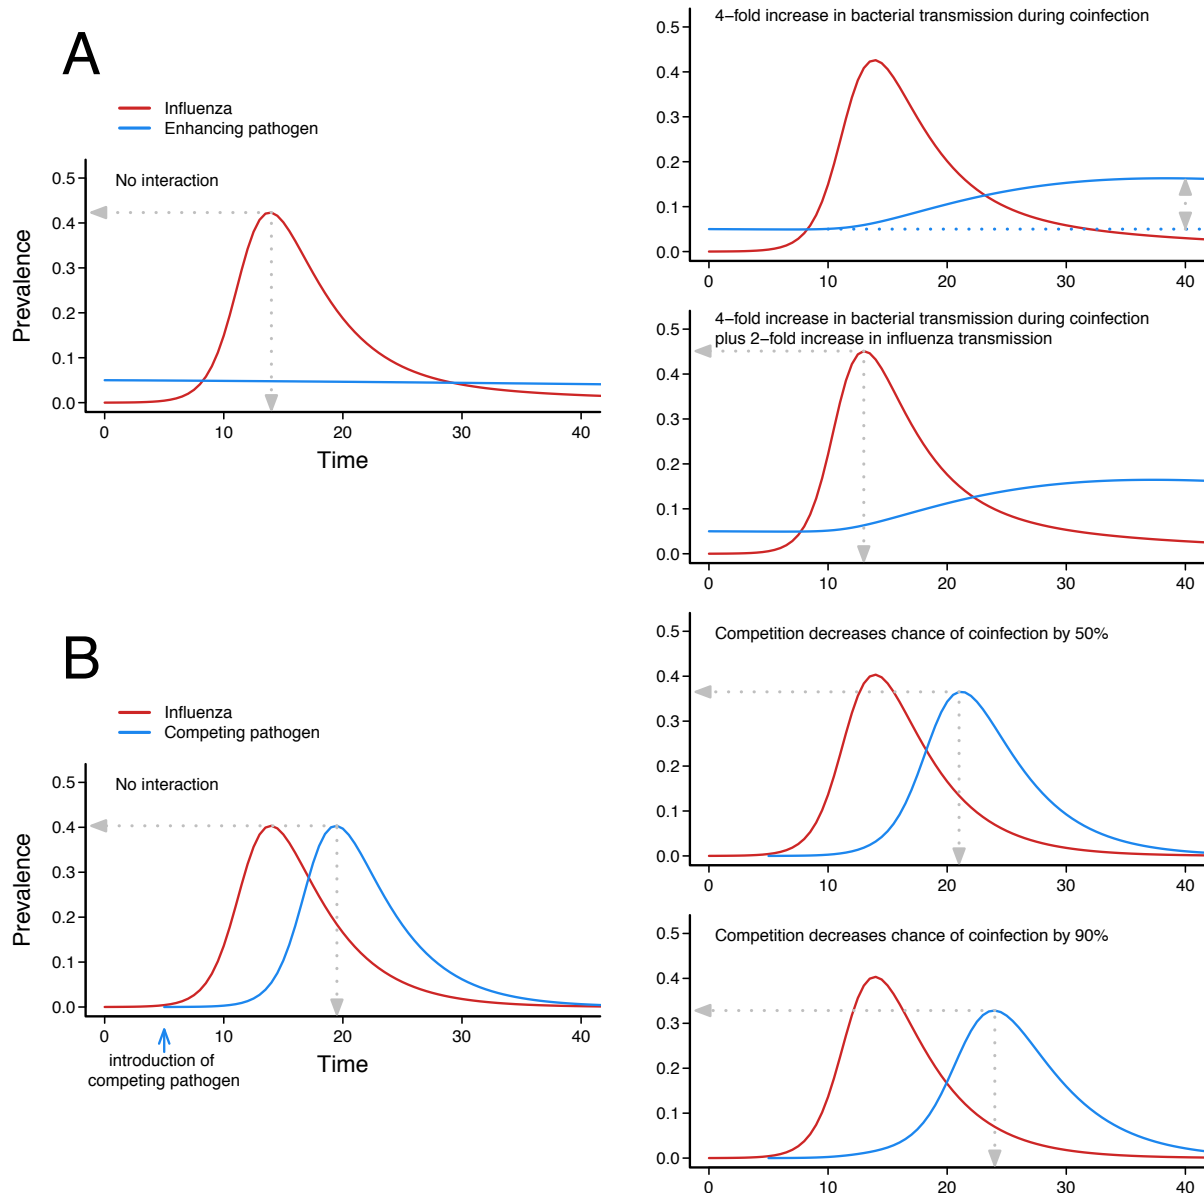 A
Influenza
Enhancing pathogen
No interaction
Prevalence
0.5
0.4
0.3
0.2
0.1
0.0
0 10 20 30 40
Time
4−fold increase in bacterial transmission during coinfection
0.5
0.4
0.3
0.2
0.1
0.0
0 10 20 30 40
4−fold increase in bacterial transmission during coinfection
plus 2−fold increase in influenza transmission
0.5
0.4
0.3
0.2
0.1
0.0
0 10 20 30 40
B
Influenza
Competing pathogen
No interaction
Prevalence
0.5
0.4
0.3
0.2
0.1
0.0
0 10 20 30 40
introduction of
competing pathogen
Time
Competition decreases chance of coinfection by 50%
0.5
0.4
0.3
0.2
0.1
0.0
0 10 20 30 40
Competition decreases chance of coinfection by 90%
0.5
0.4
0.3
0.2
0.1
0.0
0 10 20 30 40